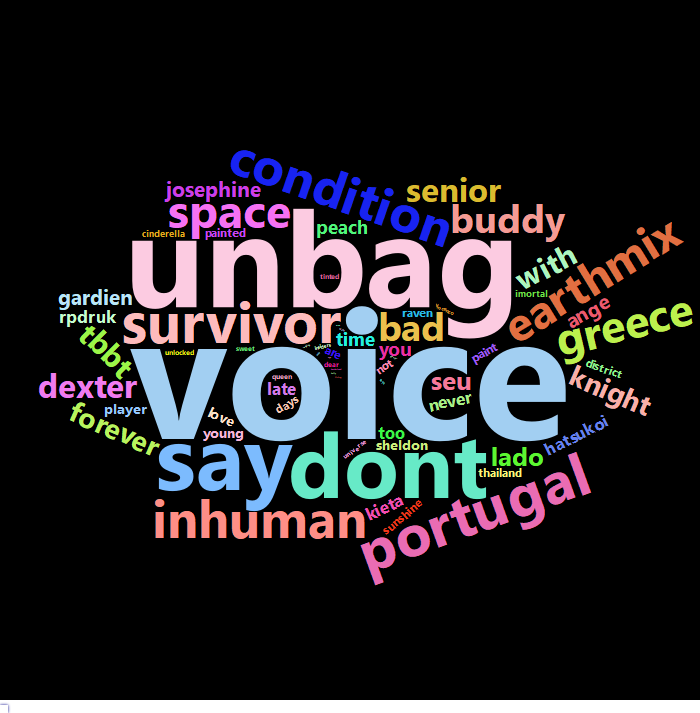 condition
josephine
senior
space
buddy
peach
cinderella
painted
unbag
with
earthmix
tinted
imortal
gardien
ange
rpdruk
survivor
raven
bad
greece
tbbt
time
you
unlocked
sweet
are
paint
not
dear
district
dexter
queen
late
seu
knight
never
days
player
forever
love
voice
young
too
hatsukoi
sheldon
universe
say
dont
lado
thailand
kieta
sunshine
inhuman
portugal